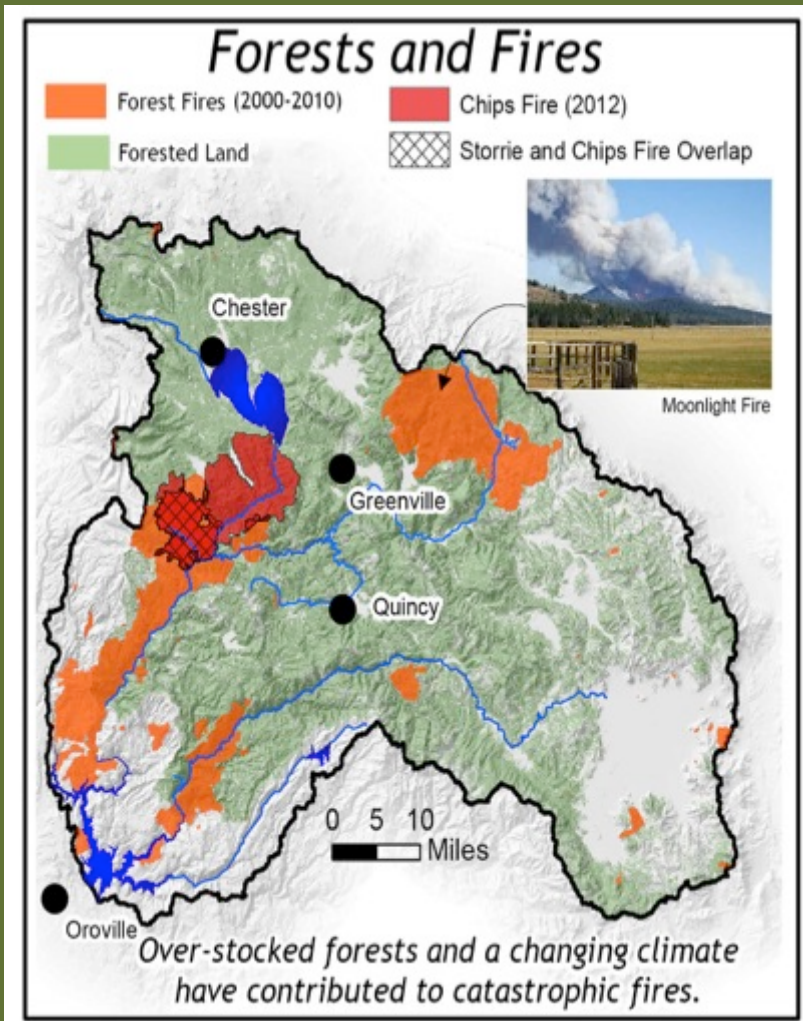 Forests and Fires
Forest Fires (2000-2010)
Chips Fire (2012)
Forested Land
Storrie and Chips Fire Overlap
Chester
Moonlight Fire
Greenville
Quincy
0 5 10
Miles
Oroville
Over-stocked forests and a changing climate
have contributed to catastrophic fires.